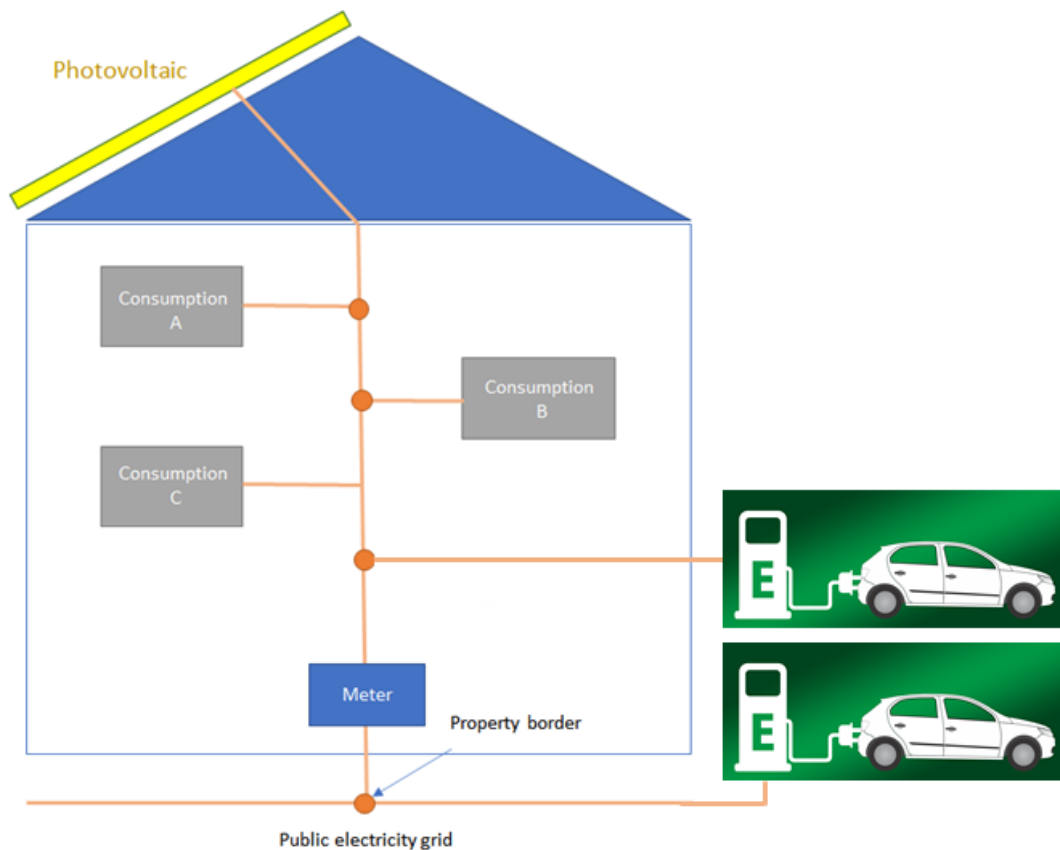 Photovoltaic
Consumption
A
Consumption
B
Consumption
C
E
E
Meter
Property border
Public electricity grid